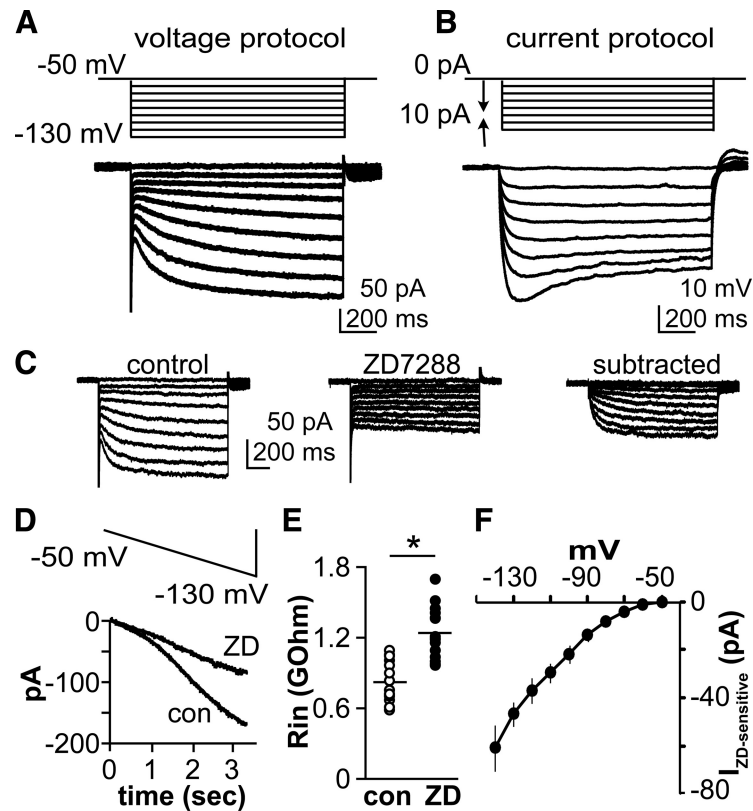 A
voltage protocol
-50 mV
-130 mV
50 pA
200 ms
B
current protocol
0 pA
10 pA
10 mV
200 ms
C
control
50 pA
200 ms
ZD7288
subtracted
D
-50 mV
-130 mV
0
-100
-200
pA
ZD
con
0 1 2 3
time (sec)
E
*
1.8
1.2
0.6
0
Rin (GOhm)
con ZD
F
mV
-130 -90 -50
0
-40
-80
IZD-sensitive (pA)